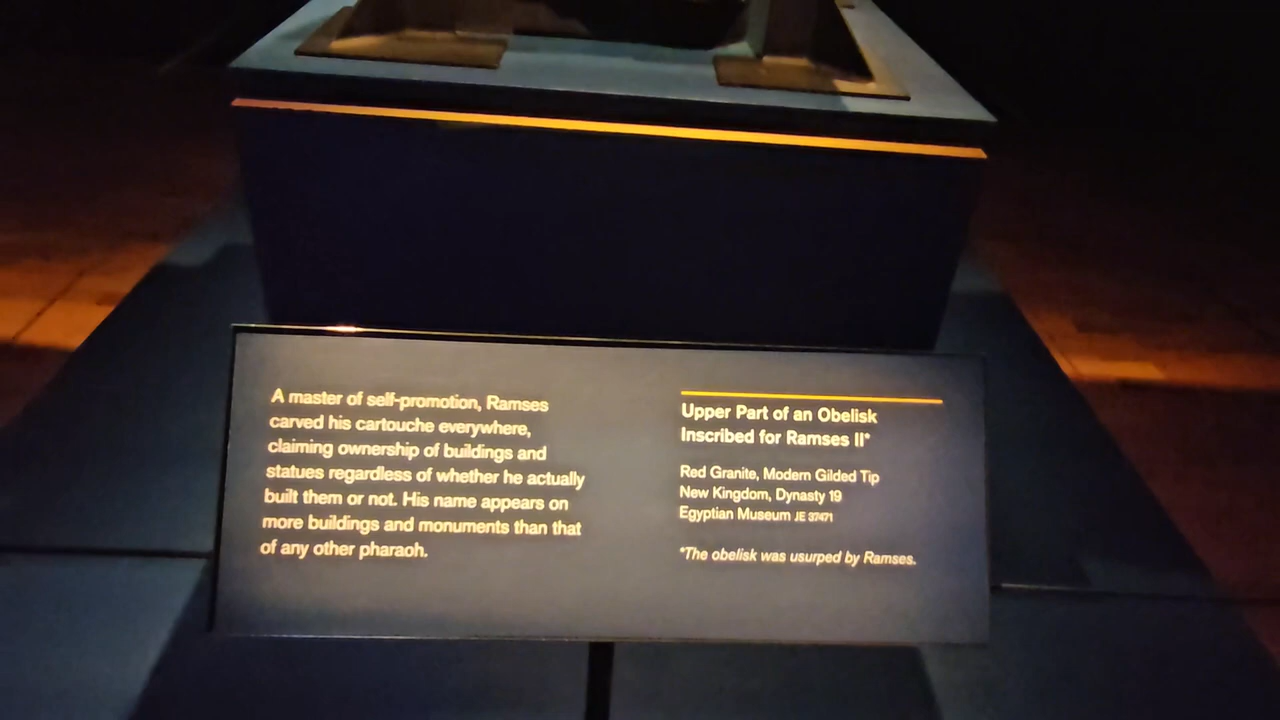 A master of self-promotion, Ramses
carved his cartouche everywhere,
claiming ownership of buildings and
statues regardless of whether he actually
built them or not. His name appears on
more buildings and monuments than that
of any other pharaoh.
Upper Part of an Obelisk
Inscribed for Ramses II*
Red Granite, Modern Gilded Tip
New Kingdom, Dynasty 19
Egyptian Museum JE 37471
*The obelisk was usurped by Ramses.